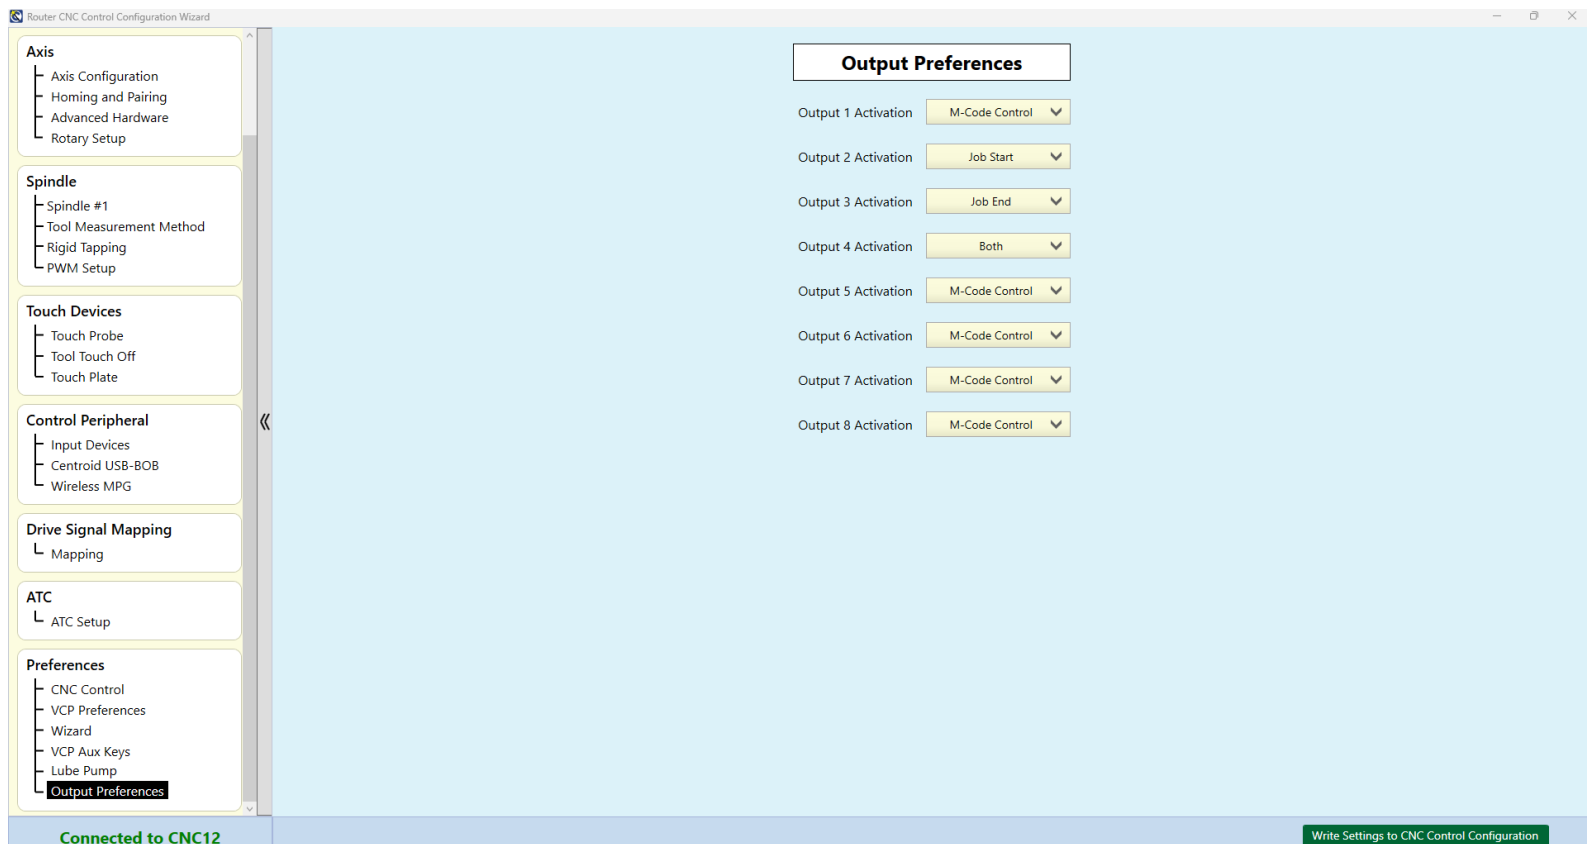 Router CNC Control Configuration Wizard
Axis
Axis Configuration
Homing and Pairing
Advanced Hardware
Rotary Setup
Spindle
Spindle #1
Tool Measurement Method
Rigid Tapping
PWM Setup
Touch Devices
Touch Probe
Tool Touch Off
Touch Plate
Control Peripheral
Input Devices
Centroid USB-BOB
Wireless MPG
Drive Signal Mapping
Mapping
ATC
ATC Setup
Preferences
CNC Control
VCP Preferences
Wizard
VCP Aux Keys
Lube Pump
Output Preferences
Connected to CNC12
Output Preferences
Output 1 Activation M-Code Control
Output 2 Activation Job Start
Output 3 Activation Job End
Output 4 Activation Both
Output 5 Activation M-Code Control
Output 6 Activation M-Code Control
Output 7 Activation M-Code Control
Output 8 Activation M-Code Control
Write Settings to CNC Control Configuration